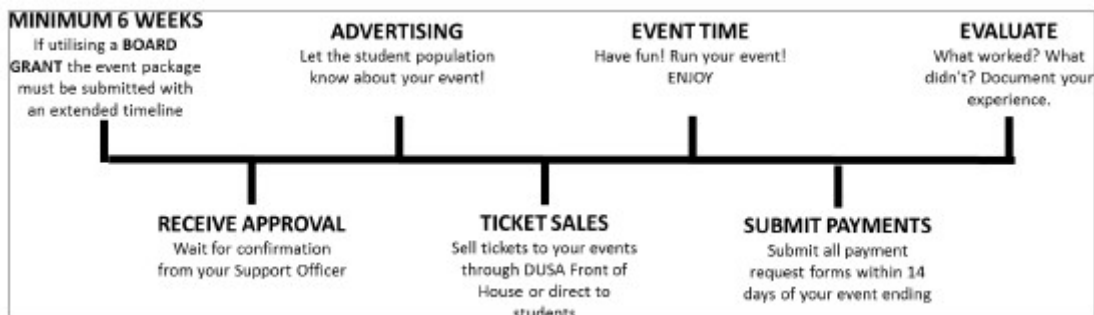 MINIMUM 6 WEEKS
If utilising a BOARD
GRANT the event package
must be submitted with
an extended timeline
RECEIVE APPROVAL
Wait for confirmation
from your Support Officer
ADVERTISING
Let the student population
know about your event!
TICKET SALES
Sell tickets to your events
through DUSA Front of
House or direct to
students
EVENT TIME
Have fun! Run your event!
ENJOY
SUBMIT PAYMENTS
Submit all payment
request forms within 14
days of your event ending
EVALUATE
What worked? What
didn't? Document your
experience.